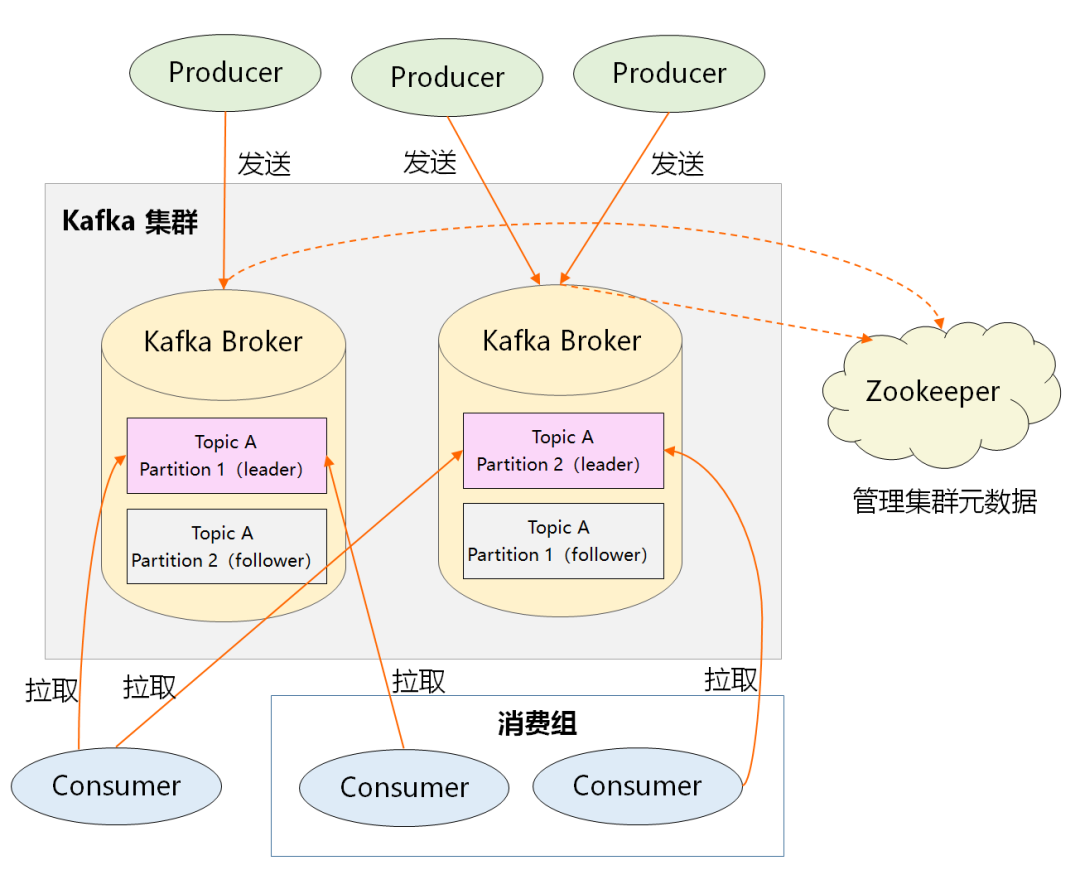 Producer
Producer
Producer
发送
发送
发送
Kafka 集群
Kafka Broker
Kafka Broker
Zookeeper
管理集群元数据
Topic A
Partition 1（leader）
Topic A
Partition 2（follower）
Topic A
Partition 2（leader）
Topic A
Partition 1（follower）
拉取
拉取
拉取
拉取
消费组
Consumer
Consumer
Consumer